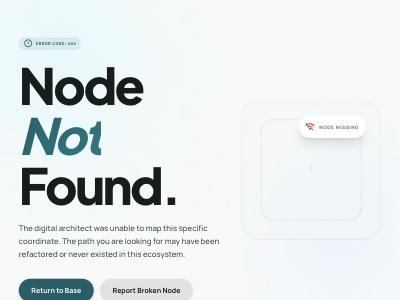 ERROR CODE: 404
Node
Not
Found.
NODE MISSING
The digital architect was unable to map this specific
coordinate. The path you are looking for may have been
refactored or never existed in this ecosystem.
Return to Base
Report Broken Node